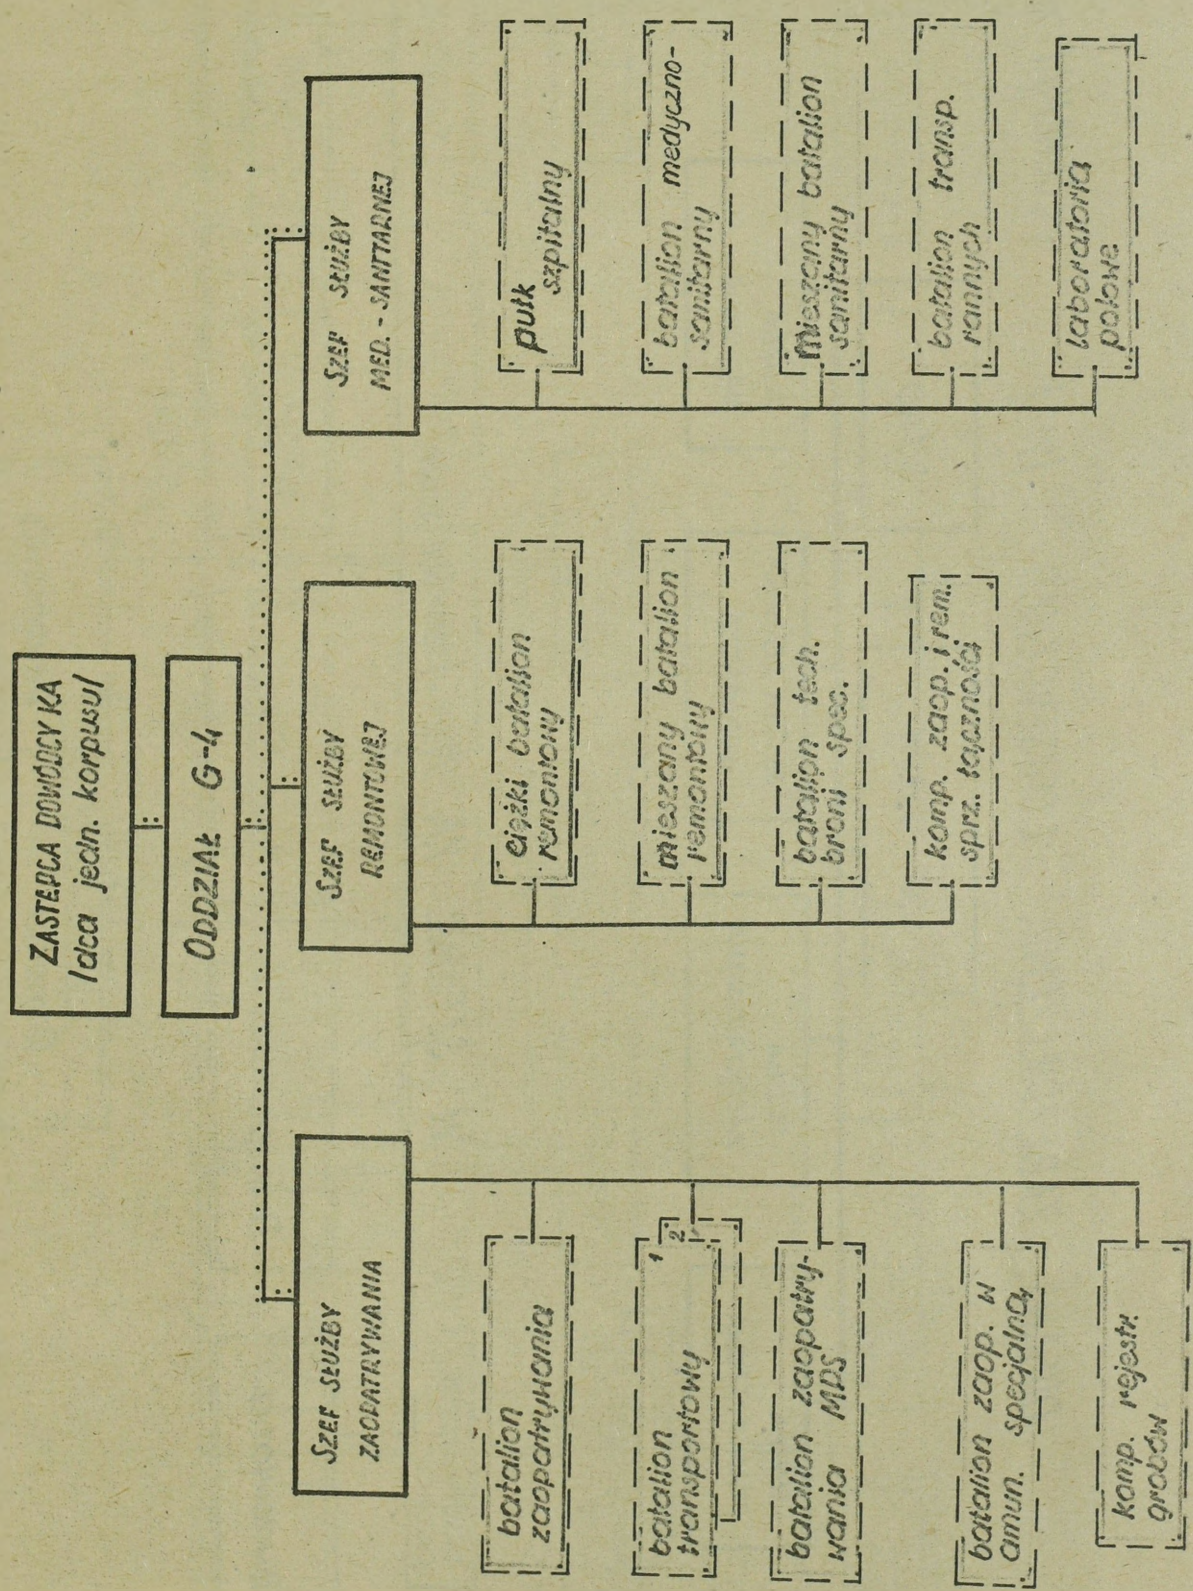 ZASTĘPCA DOWÓDCY KA
/dca jedn. korpusu/
ODDZIAŁ G-4
SZEF SŁUŻBY
ZAOPATRYWANIA
batalion
zaopatrywania
batalion 1
transportowy
2
batalion zaopatry-
wania MPS
batalion zaop. w
amun. specjalną
komp. rejestr.
grobów
SZEF SŁUŻBY
REMONTOWEJ
ciężki batalion
remontowy
mieszany batalion
remontowy
batalion tech.
broni spec.
komp. zaop. i rem.
sprz. łączności
SZEF SŁUŻBY
MED. - SANITARNEJ
pułk
szpitalny
batalion medyczno-
sanitarny
mieszany batalion
sanitarny
batalion transp.
rannych
laboratoria
polowe